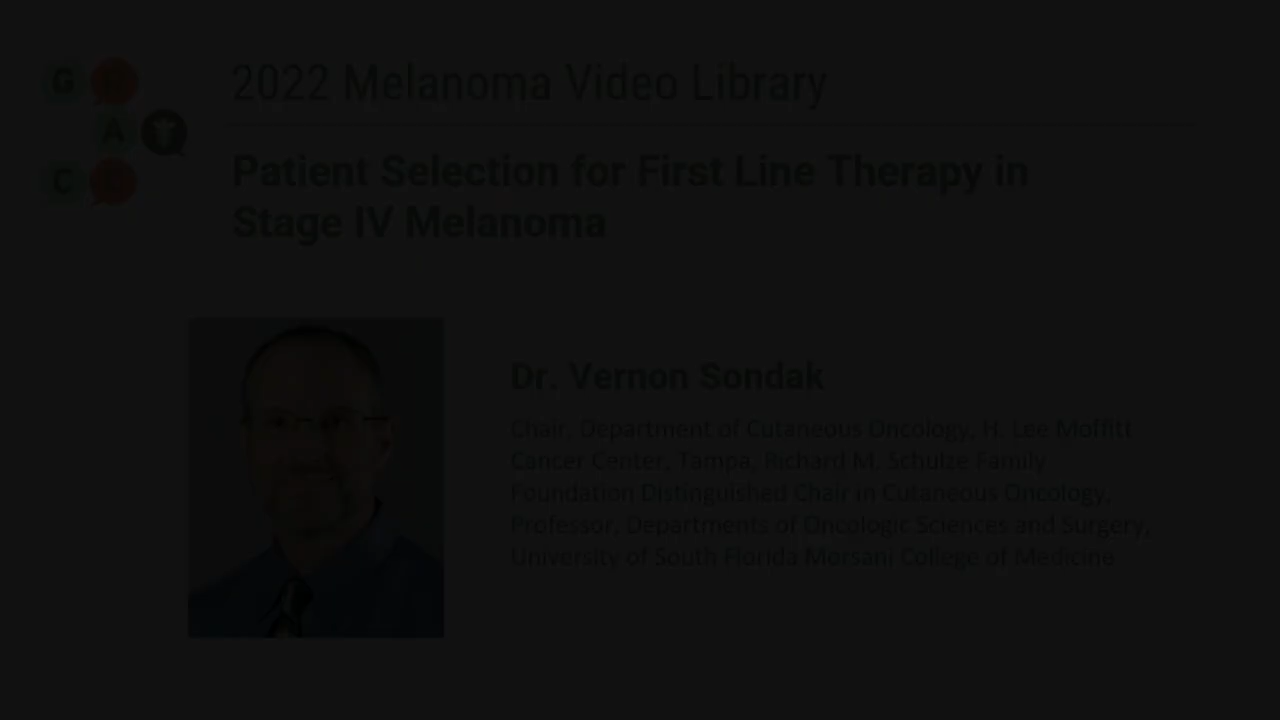 G R
A
C E
2022 Melanoma Video Library
Patient Selection for First Line Therapy in
Stage IV Melanoma
Dr. Vernon Sondak
Chair, Department of Cutaneous Oncology, H. Lee Moffitt
Cancer Center, Tampa, Richard M. Schulze Family
Foundation Distinguished Chair in Cutaneous Oncology,
Professor, Departments of Oncologic Sciences and Surgery,
University of South Florida Morsani College of Medicine